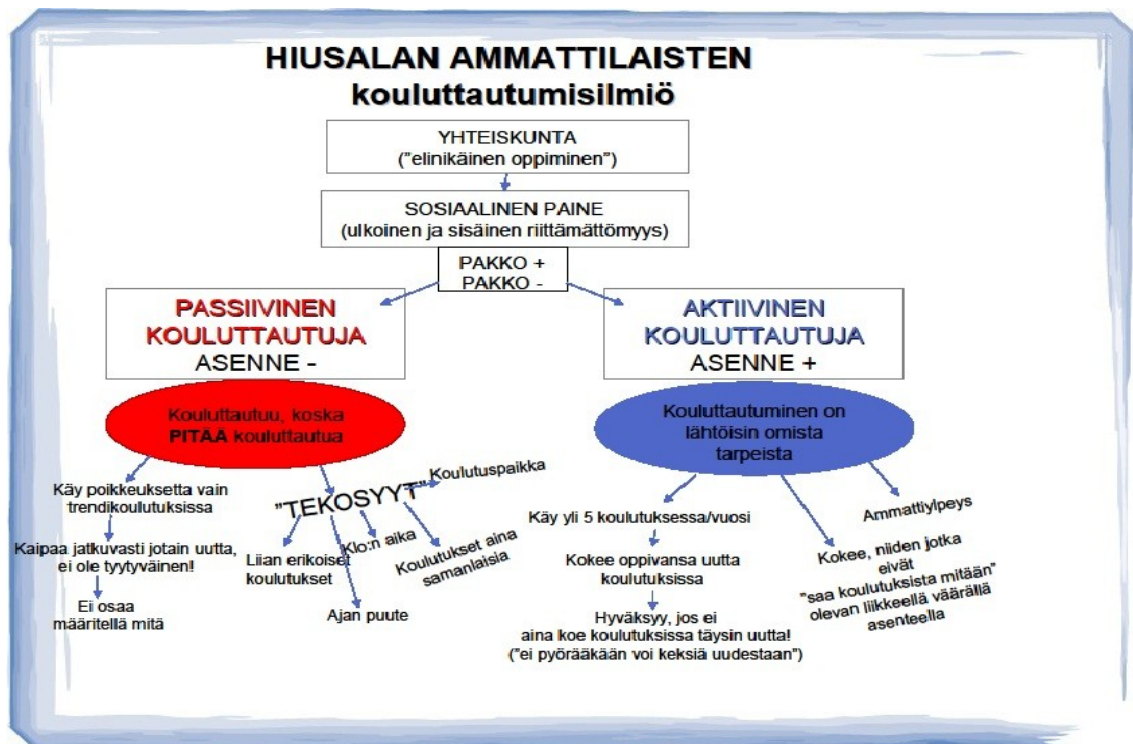 HIUSALAN AMMATTILAISTEN
kouluttautumisilmiö
YHTEISKUNTA
("elinikäinen oppiminen")
SOSIAALINEN PAINE
(ulkoinen ja sisäinen riittämättömyys)
PAKKO +
PAKKO -
PASSIIVINEN
KOULUTTAUTUJA
ASENNE -
Kouluttautuu, koska
PITÄÄ kouluttautua
Käy poikkeuksetta vain
trendikoulutuksissa
Kaipaa jatkuvasti jotain uutta,
ei ole tyytyväinen!
Ei osaa
määritellä mitä
"TEKOSYYT"
Koulutuspaikka
Liian erikoiset
koulutukset
Klo:n aika
Koulutukset aina
samanlaisia
Ajan puute
AKTIIVINEN
KOULUTTAUTUJA
ASENNE +
Kouluttautuminen on
lähtöisin omista
tarpeista
Käy yli 5 koulutuksessa/vuosi
Kokee oppivansa uutta
koulutuksissa
Hyväksyy, jos ei
aina koe koulutuksissa täysin uutta!
("ei pyörääkään voi keksiä uudestaan")
Ammattiylpeys
Kokee, niiden jotka
eivät
"saa koulutuksista mitään"
olevan liikkeellä väärällä
asenteella